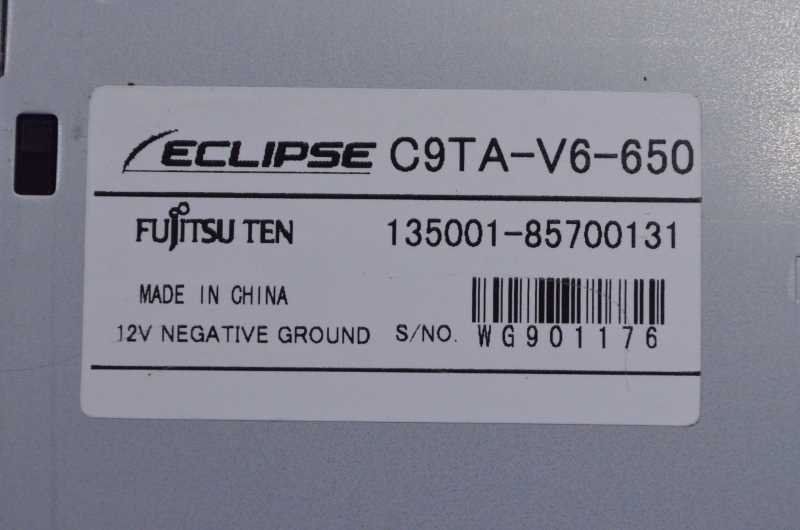 ECLIPSE C9TA-V6-650
FUJITSU TEN 135001-85700131
MADE IN CHINA
12V NEGATIVE GROUND S/NO. WG901176